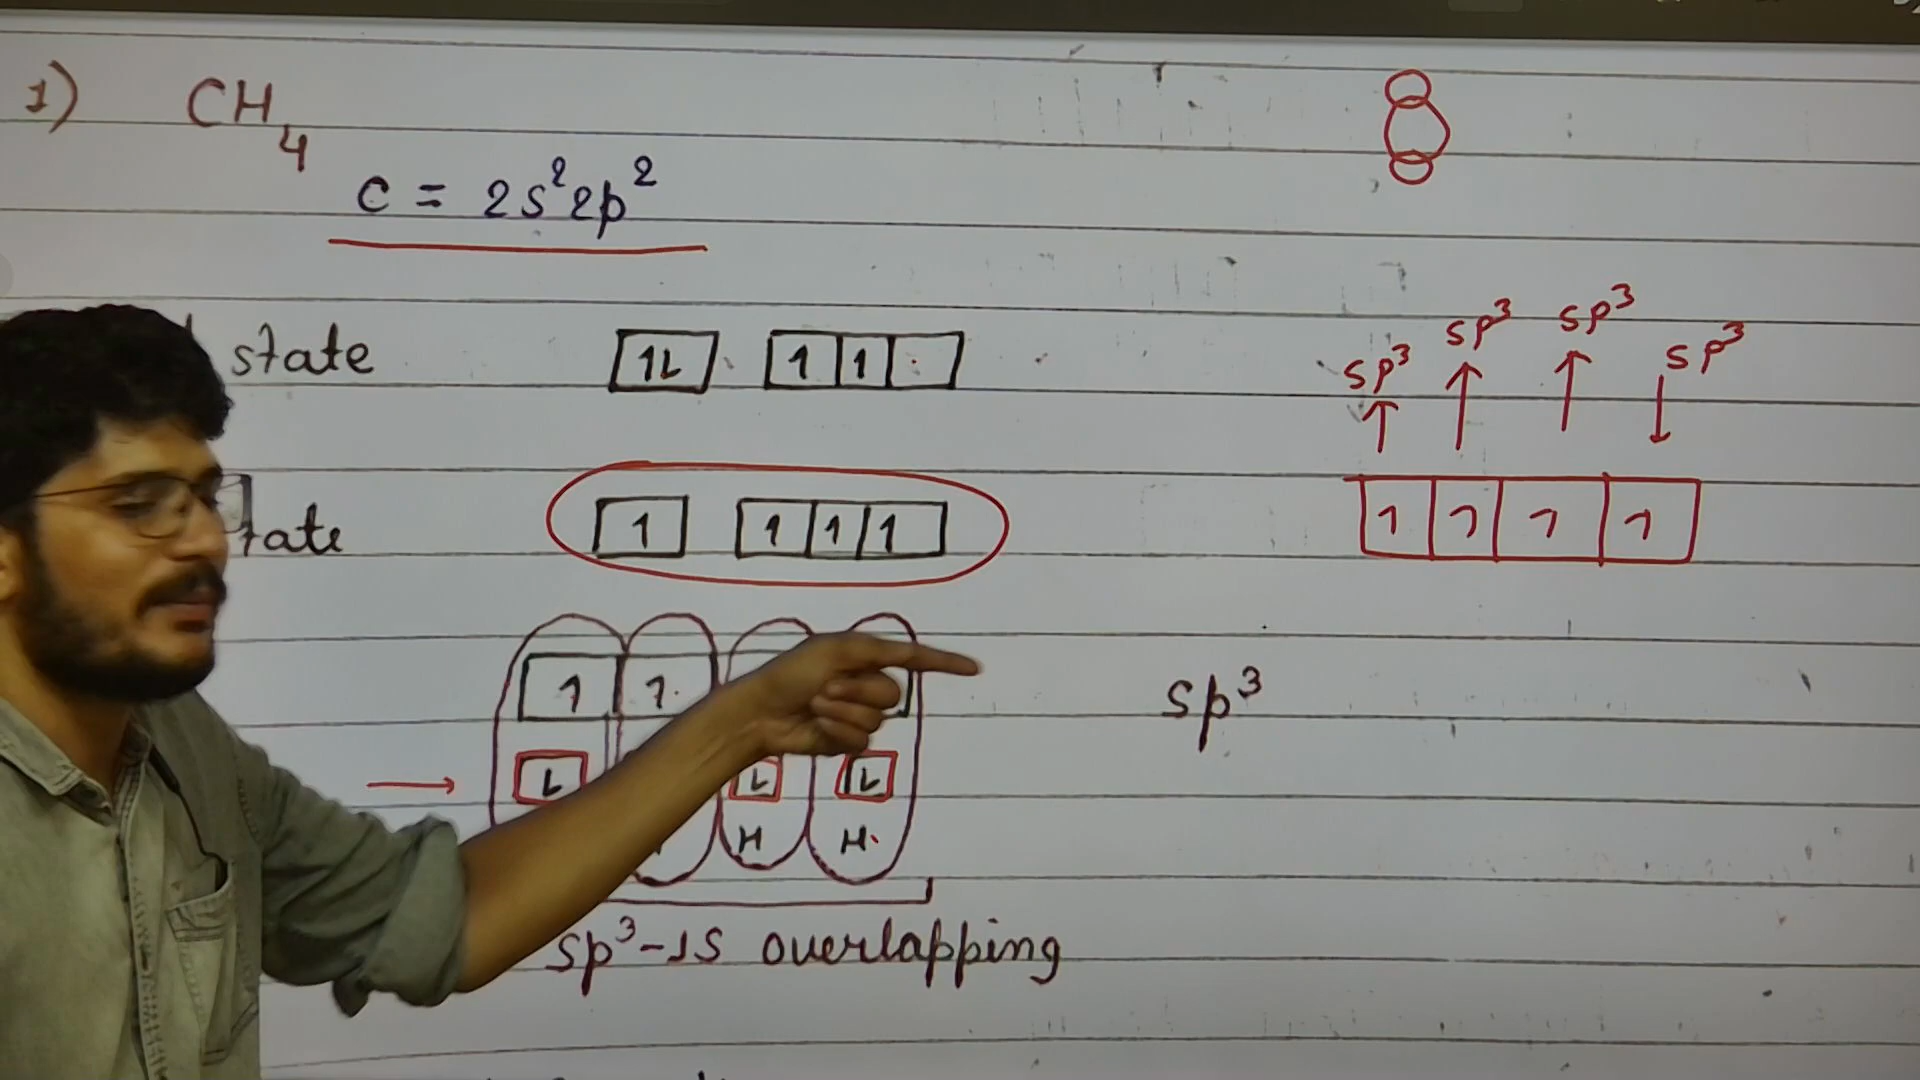 1) CH4
C = 2s²2p²
state 1L 1 1
sp³ sp³ sp³ sp³
↑ ↑ ↑ ↓
tate 1 1 1 1
1 1 1 1
1 1
sp³
→ L L L
H H
sp³-1S overlapping